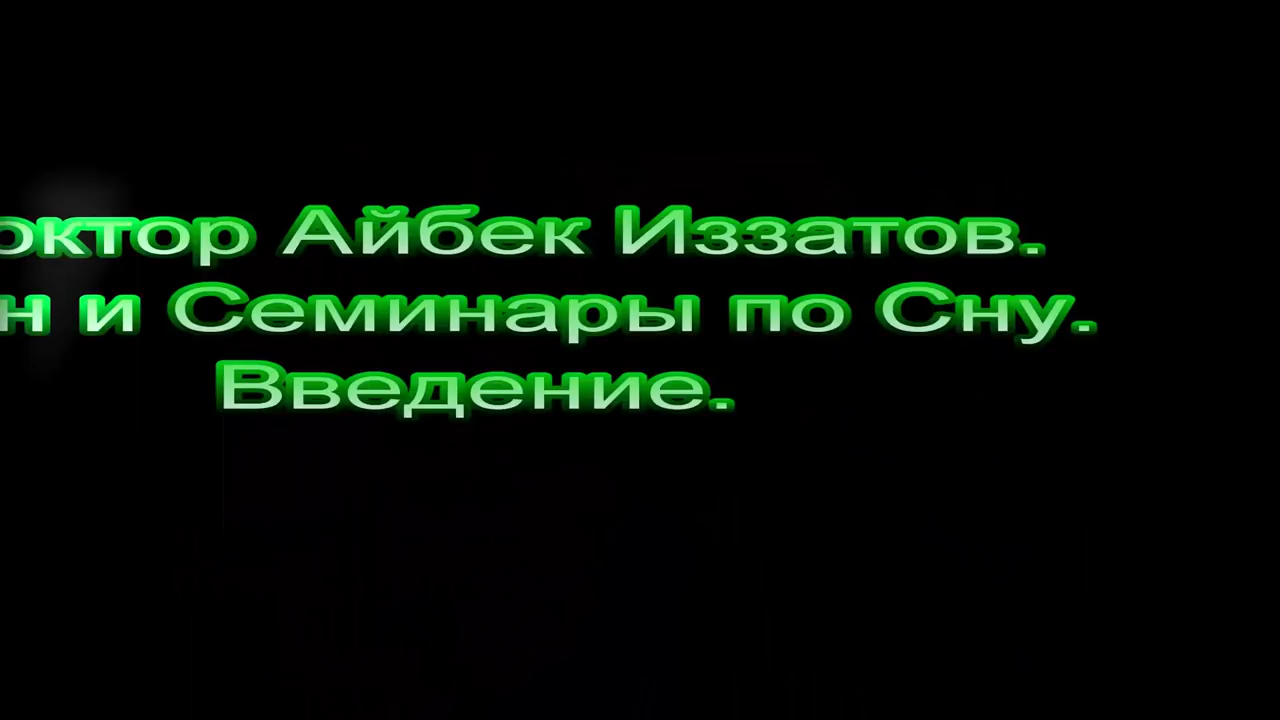 октор Айбек Иззатов.
н и Семинары по Сну.
Введение.